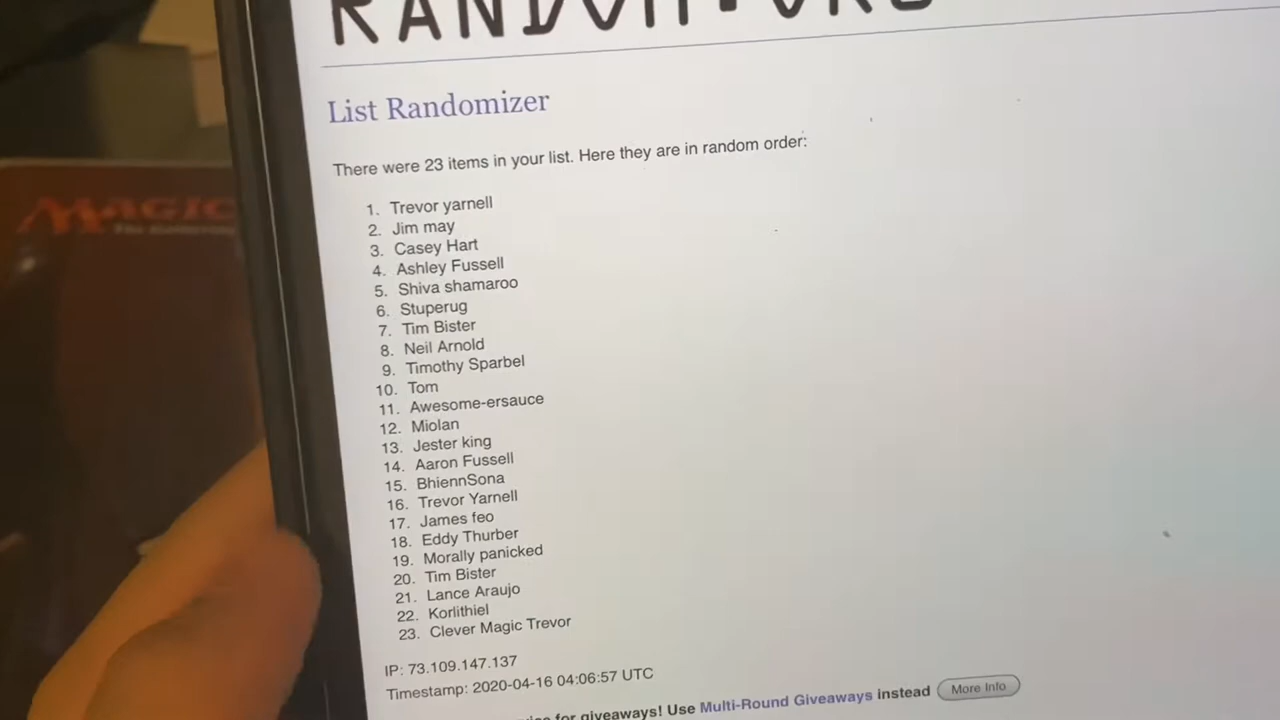 RANDOM.ORG
List Randomizer
There were 23 items in your list. Here they are in random order:
1. Trevor yarnell
2. Jim may
3. Casey Hart
4. Ashley Fussell
5. Shiva shamaroo
6. Stuperug
7. Tim Bister
8. Neil Arnold
9. Timothy Sparbel
10. Tom
11. Awesome-ersauce
12. Miolan
13. Jester king
14. Aaron Fussell
15. BhiennSona
16. Trevor Yarnell
17. James feo
18. Eddy Thurber
19. Morally panicked
20. Tim Bister
21. Lance Araujo
22. Korlithiel
23. Clever Magic Trevor
IP: 73.109.147.137
Timestamp: 2020-04-16 04:06:57 UTC
for giveaways! Use Multi-Round Giveaways instead More Info
MAGIC
The Gathering